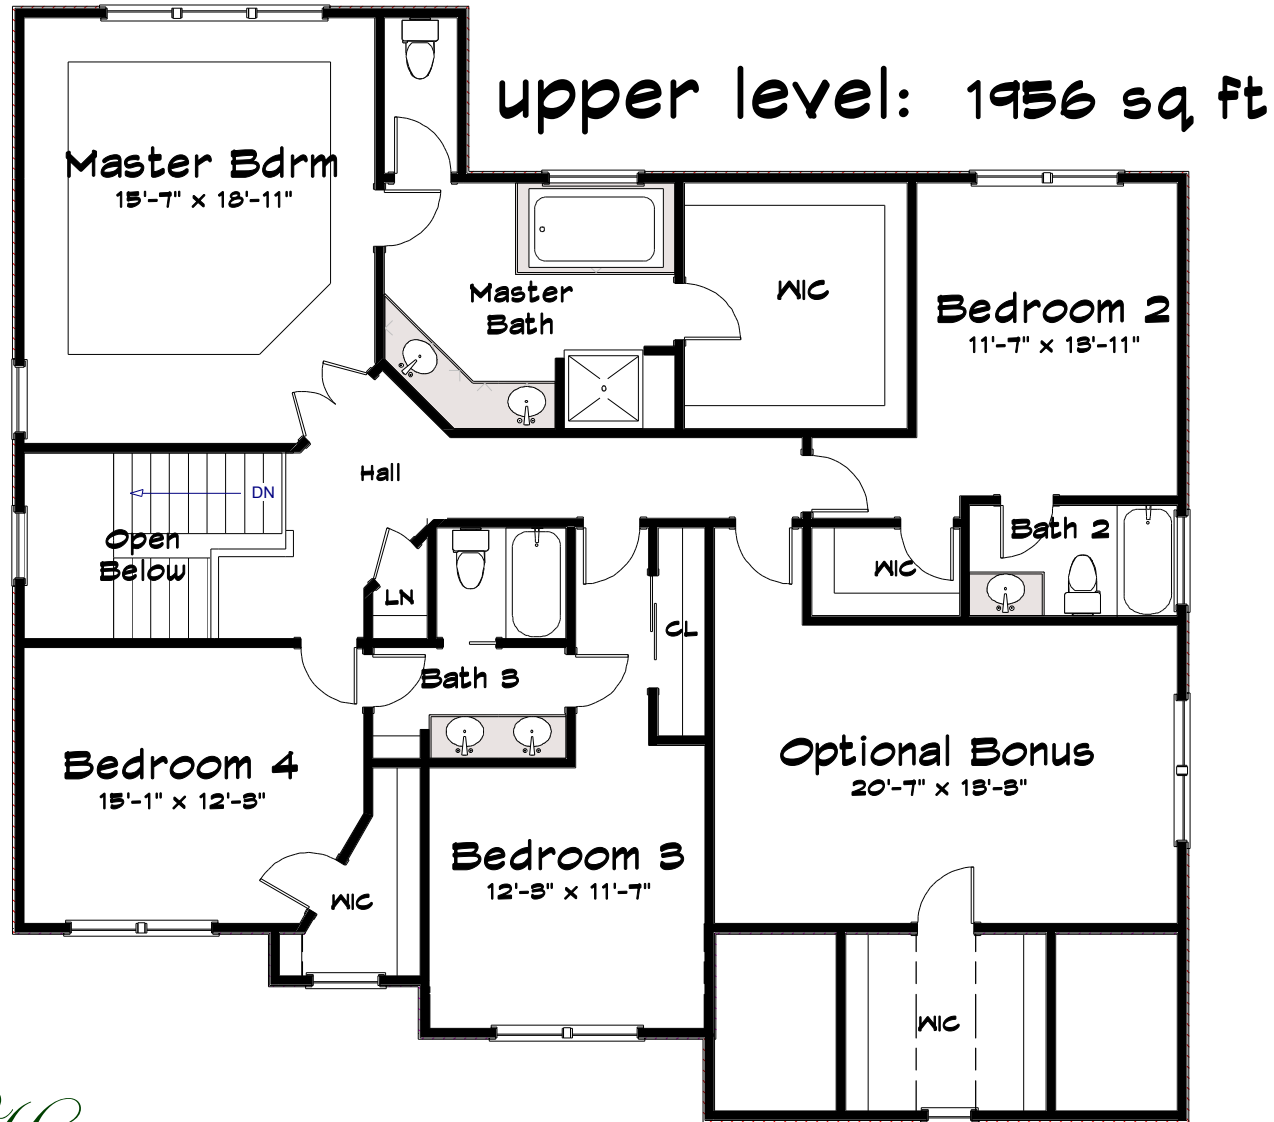 upper level: 1956 sq ft
Master Bdrm
15'-7" x 18'-11"
Master
Bath
WIC
Bedroom 2
11'-7" x 13'-11"
Hall
DN
Open
Below
Bath 2
WIC
LN
CL
Bath 3
Bedroom 4
15'-1" x 12'-3"
Optional Bonus
20'-7" x 13'-3"
Bedroom 3
12'-3" x 11'-7"
WIC
WIC